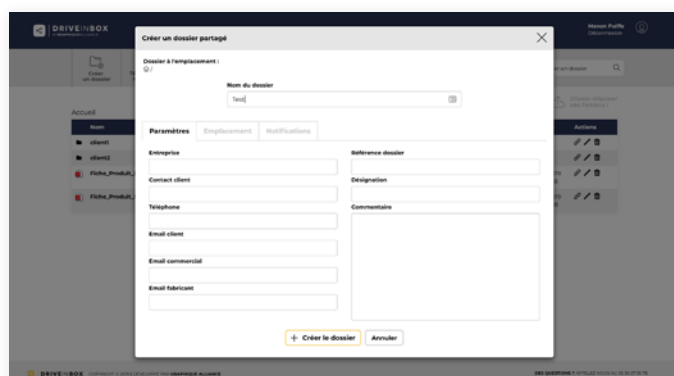 DRIVEINBOX
Manon Puiffe
Déconnexion
Créer un dossier partagé
Dossier à l'emplacement :
/
Nom du dossier
Test
Créer
un dossier
Paramètres
Emplacement
Notifications
Accueil
Nom
Actions
client1
client2
Fiche_Produit_
Fiche_Produit_
Entreprise
Référence dossier
Contact client
Désignation
Téléphone
Commentaire
Email client
Email commercial
Email fabricant
+ Créer le dossier
Annuler
DRIVEINBOX